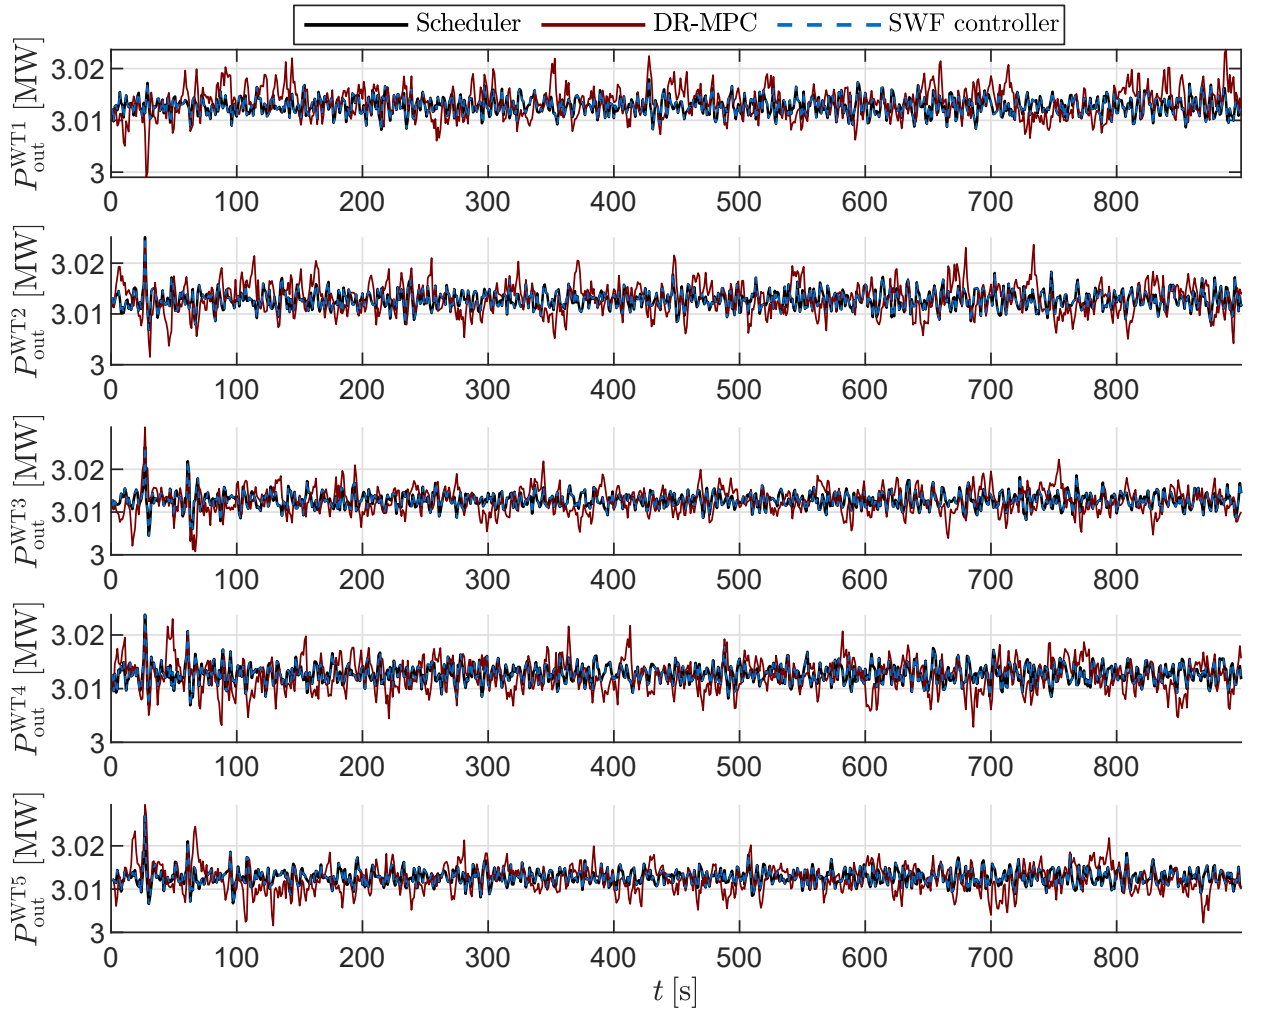 Scheduler DR-MPC SWF controller
P_out^WT1 [MW]
3.02
3.01
3
0 100 200 300 400 500 600 700 800
P_out^WT2 [MW]
3.02
3.01
3
0 100 200 300 400 500 600 700 800
P_out^WT3 [MW]
3.02
3.01
3
0 100 200 300 400 500 600 700 800
P_out^WT4 [MW]
3.02
3.01
3
0 100 200 300 400 500 600 700 800
P_out^WT5 [MW]
3.02
3.01
3
0 100 200 300 400 500 600 700 800
t [s]